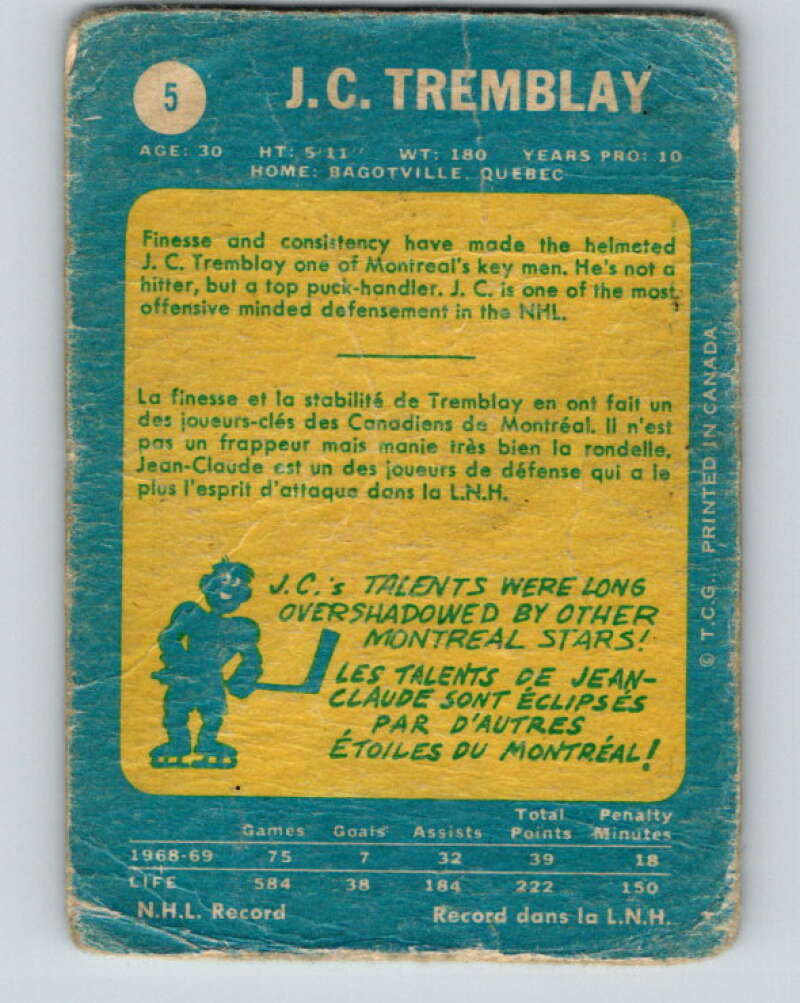 5
J.C. TREMBLAY
AGE: 30 HT: 5'11" WT: 180 YEARS PRO: 10
HOME: BAGOTVILLE, QUEBEC
Finesse and consistency have made the helmeted
J. C. Tremblay one of Montreal's key men. He's not a
hitter, but a top puck-handler. J. C. is one of the most
offensive minded defensement in the NHL.
La finesse et la stabilité de Tremblay en ont fait un
des joueurs-clés des Canadiens de Montréal. Il n'est
pas un frappeur mais manie très bien la rondelle.
Jean-Claude est un des joueurs de défense qui a le
plus l'esprit d'attaque dans la L.N.H.
J.C.'s TALENTS WERE LONG
OVERSHADOWED BY OTHER
MONTREAL STARS!
LES TALENTS DE JEAN-
CLAUDE SONT ÉCLIPSÉS
PAR D'AUTRES
ÉTOILES DU MONTRÉAL!
Games Goals Assists Total Points Penalty Minutes
1968-69 75 7 32 39 18
LIFE 584 38 184 222 150
N.H.L. Record Record dans la L.N.H.
© T.C.G., PRINTED IN CANADA